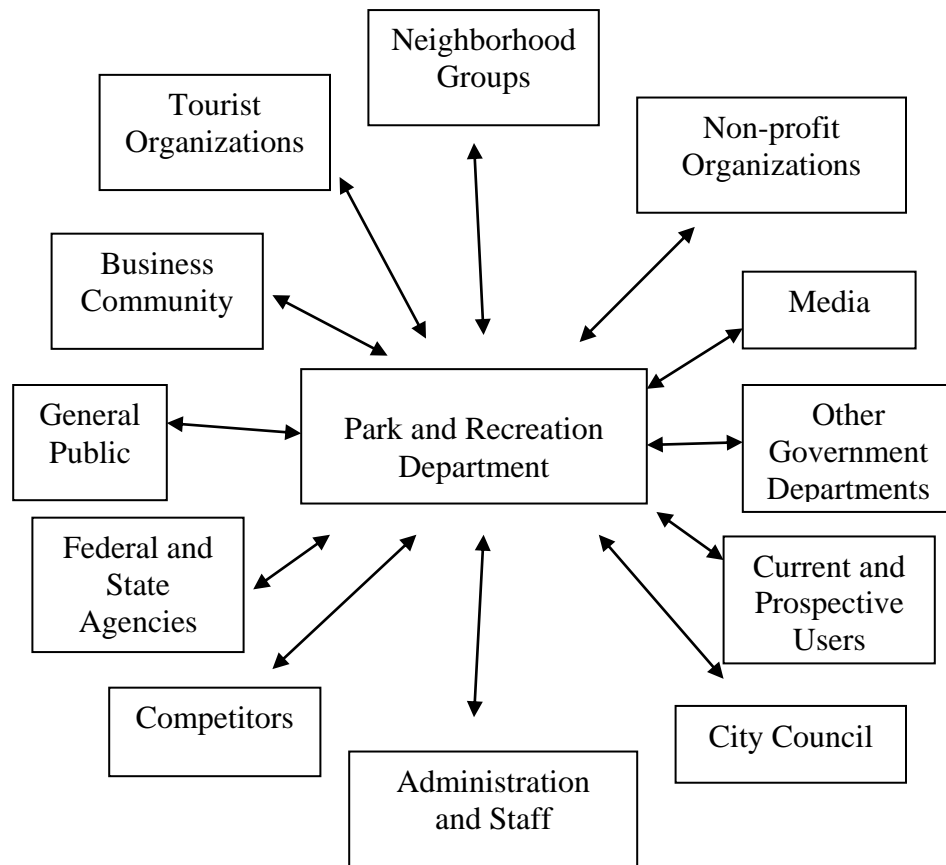 Neighborhood
Groups
Tourist
Organizations
Non-profit
Organizations
Business
Community
Media
General
Public
Park and Recreation
Department
Other
Government
Departments
Federal and
State
Agencies
Current and
Prospective
Users
Competitors
City Council
Administration
and Staff